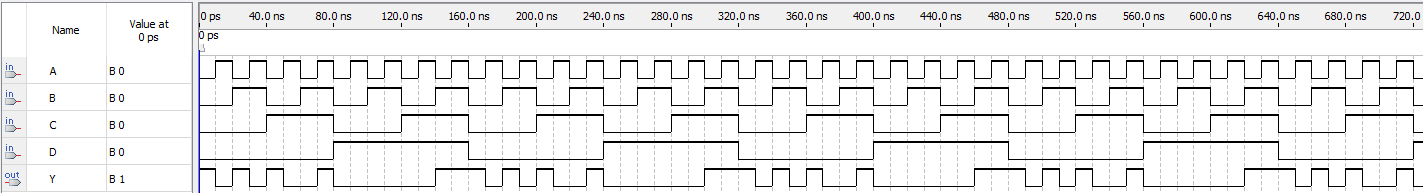 Name Value at 0 ps 0 ps 40.0 ns 80.0 ns 120.0 ns 160.0 ns 200.0 ns 240.0 ns 280.0 ns 320.0 ns 360.0 ns 400.0 ns 440.0 ns 480.0 ns 520.0 ns 560.0 ns 600.0 ns 640.0 ns 680.0 ns 720.0
0 ps
in A B 0
in B B 0
in C B 0
in D B 0
out Y B 1